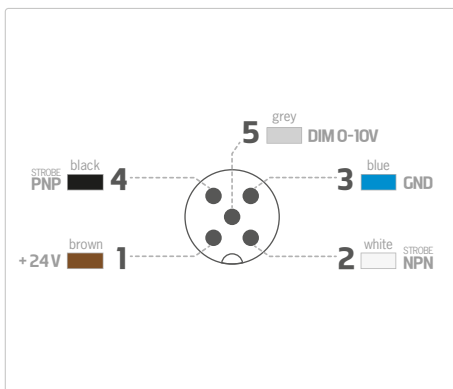 grey
5 DIM 0-10V
black
STROBE
PNP 4
blue
3 GND
brown
+24V 1
white
2 STROBE
NPN